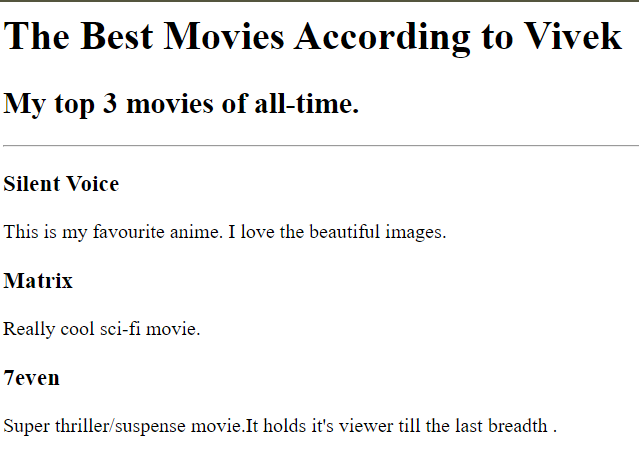 The Best Movies According to Vivek
My top 3 movies of all-time.
Silent Voice
This is my favourite anime. I love the beautiful images.
Matrix
Really cool sci-fi movie.
7even
Super thriller/suspense movie.It holds it's viewer till the last breadth .